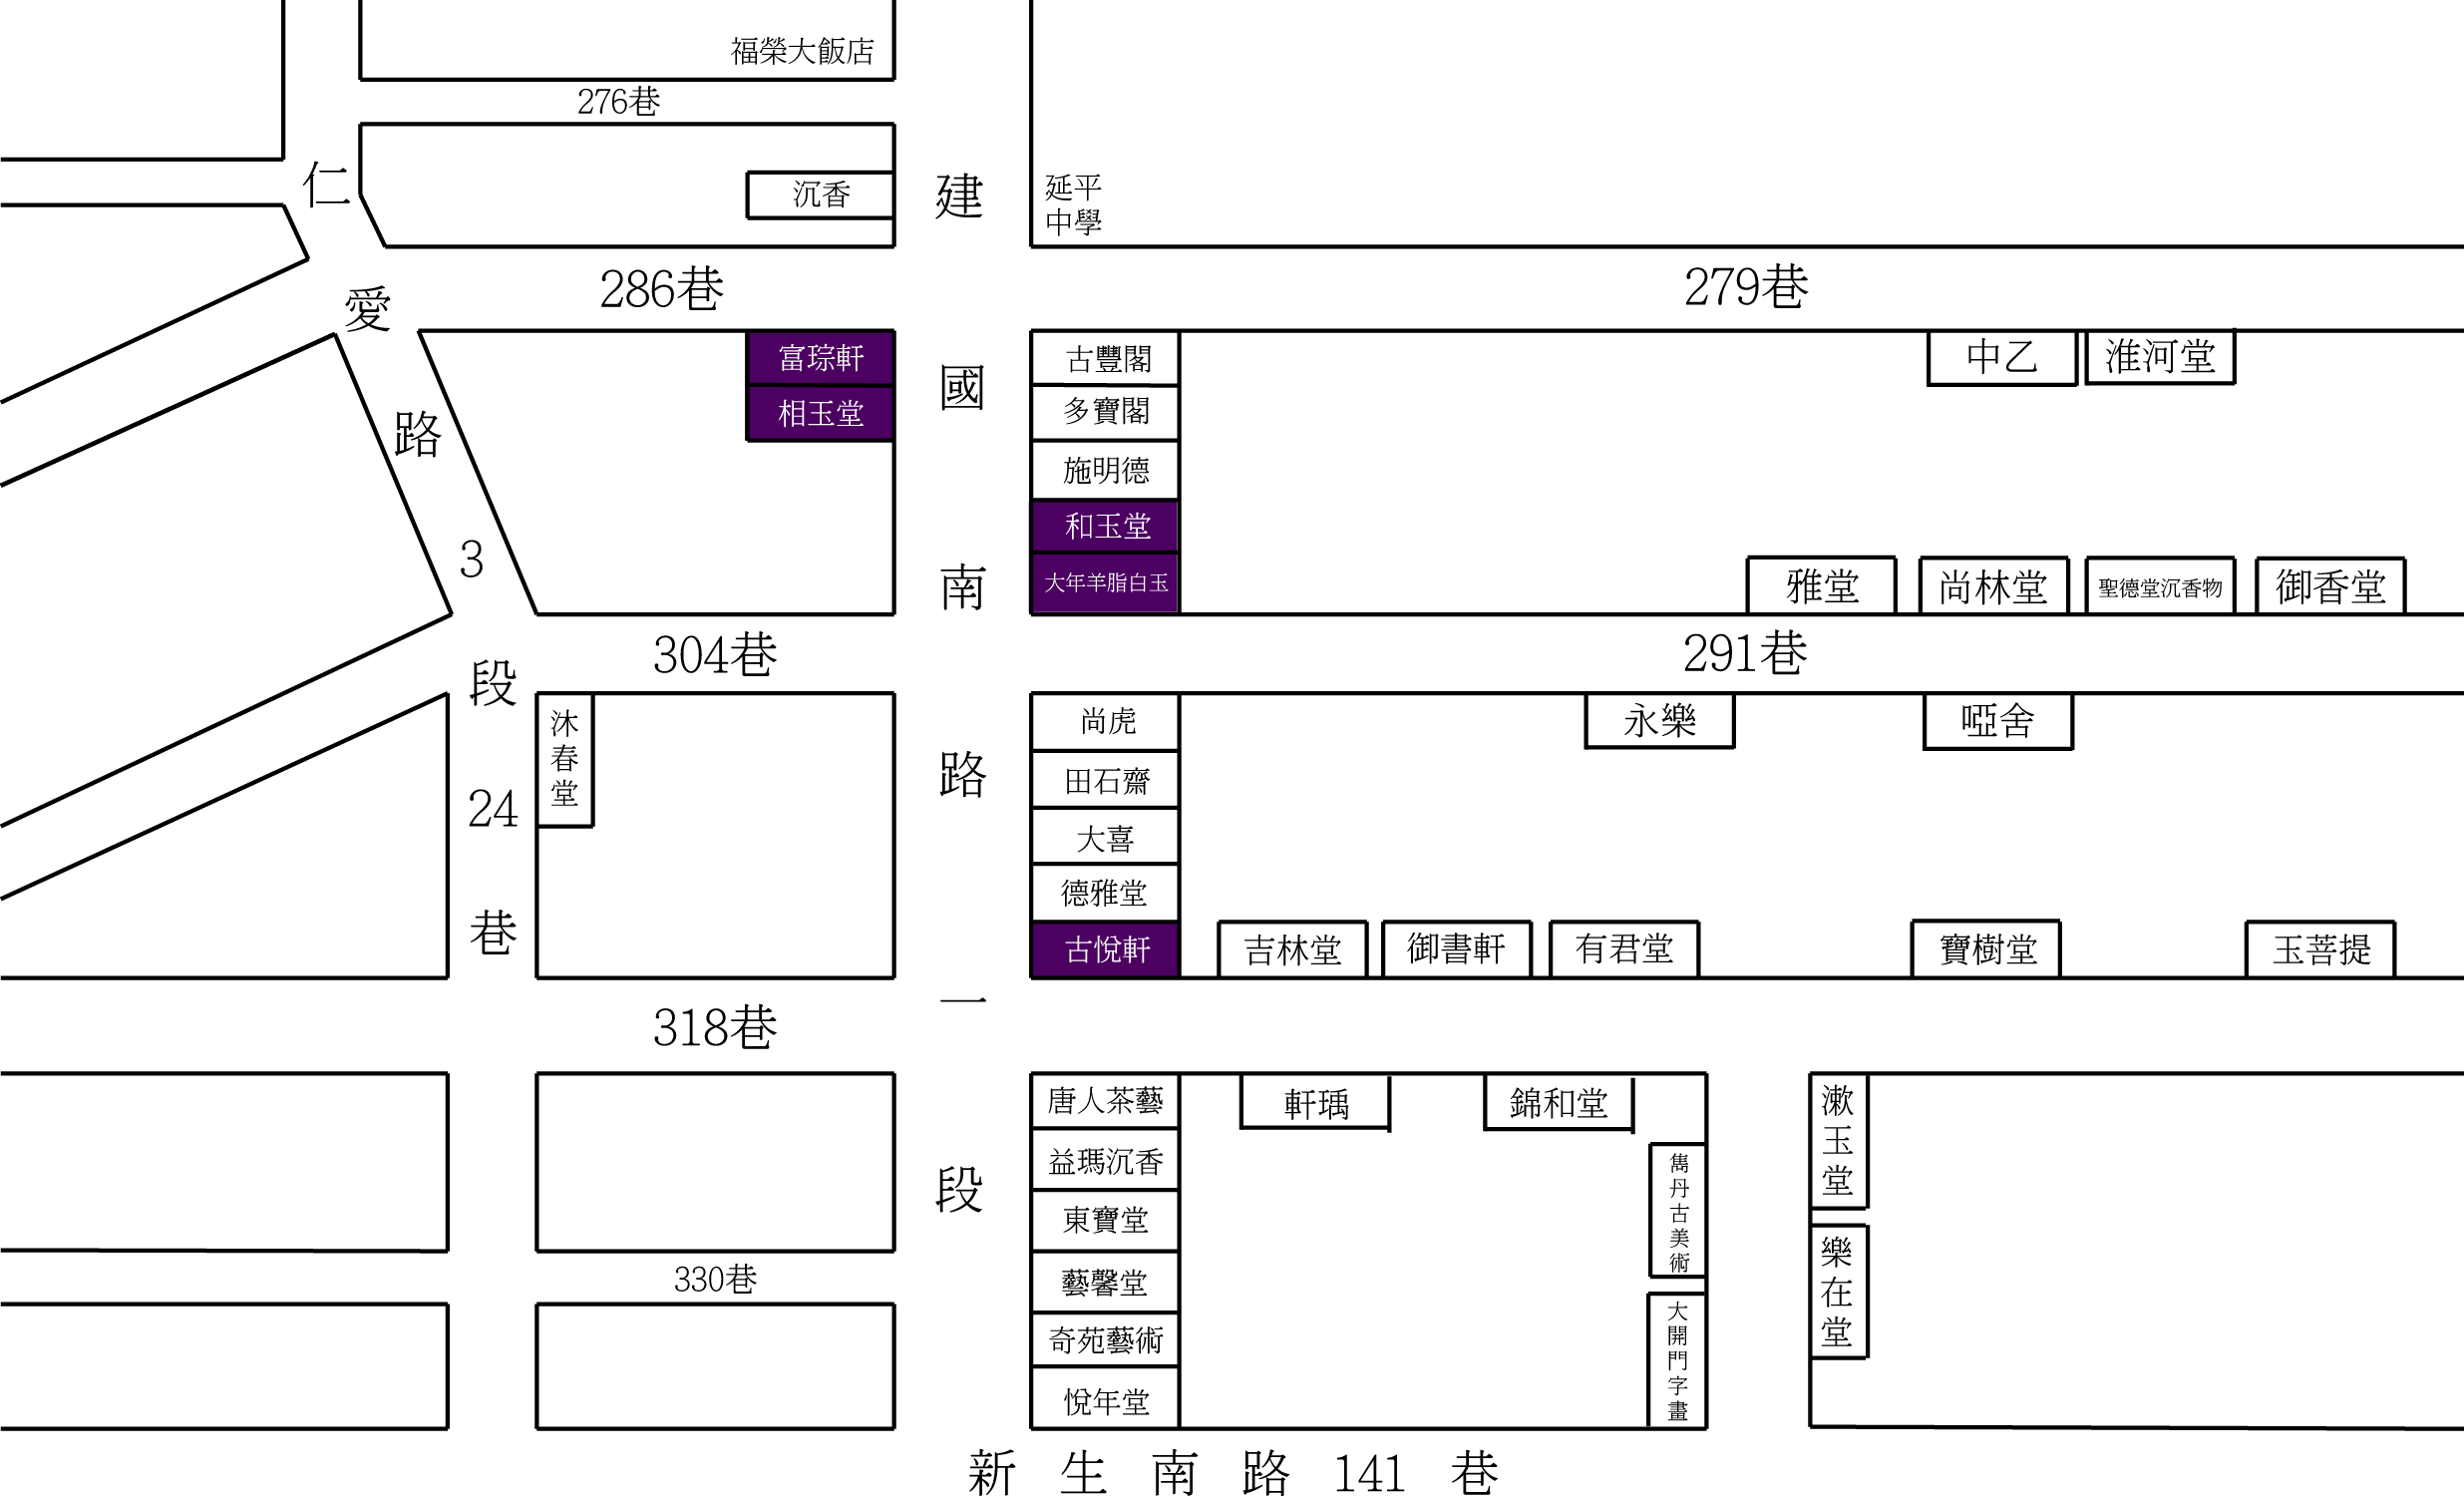 福榮大飯店
276巷
仁愛路3段24巷
沉香
建國南路一段
延平
中學
286巷
279巷
富琮軒
相玉堂
古豐閣
多寶閣
施明德
和玉堂
大年羊脂白玉
中乙
淮河堂
雅堂
尚林堂
聖德堂沉香物
御香堂
304巷
291巷
沐春堂
尚虎
田石齋
大喜
德雅堂
古悅軒
永樂
啞舍
吉林堂
御書軒
有君堂
寶樹堂
玉菩提
318巷
唐人茶藝
益瑪沉香
東寶堂
藝馨堂
奇苑藝術
悅年堂
軒瑀
錦和堂
雋丹古美術
大開門字畫
漱玉堂
樂在堂
330巷
新生南路141巷